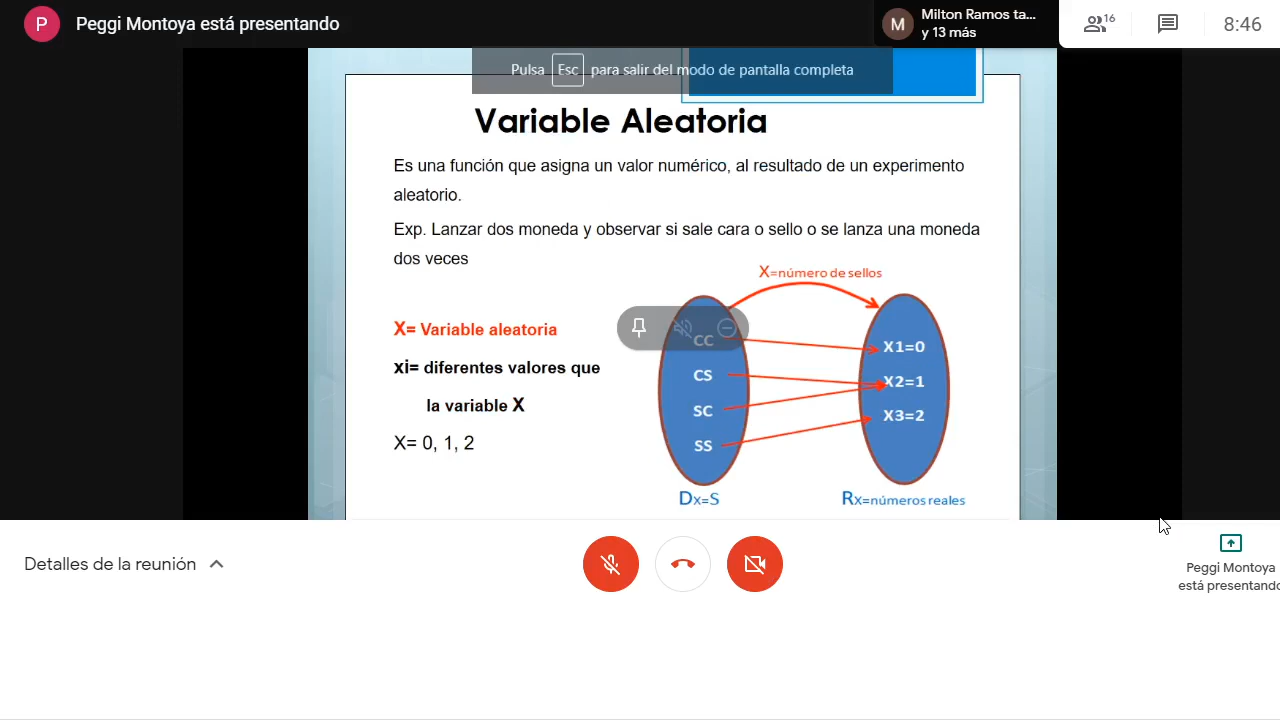 P
Peggi Montoya está presentando
M
Milton Ramos ta...
y 13 más
16
8:46
Pulsa Esc para salir del modo de pantalla completa
Variable Aleatoria
Es una función que asigna un valor numérico, al resultado de un experimento
aleatorio.
Exp. Lanzar dos moneda y observar si sale cara o sello o se lanza una moneda
dos veces
X=número de sellos
X= Variable aleatoria
xi= diferentes valores que
la variable X
X= 0, 1, 2
CC
CS
SC
SS
X1=0
X2=1
X3=2
Dx=S
Rx=números reales
Detalles de la reunión
Peggi Montoya
está presentando